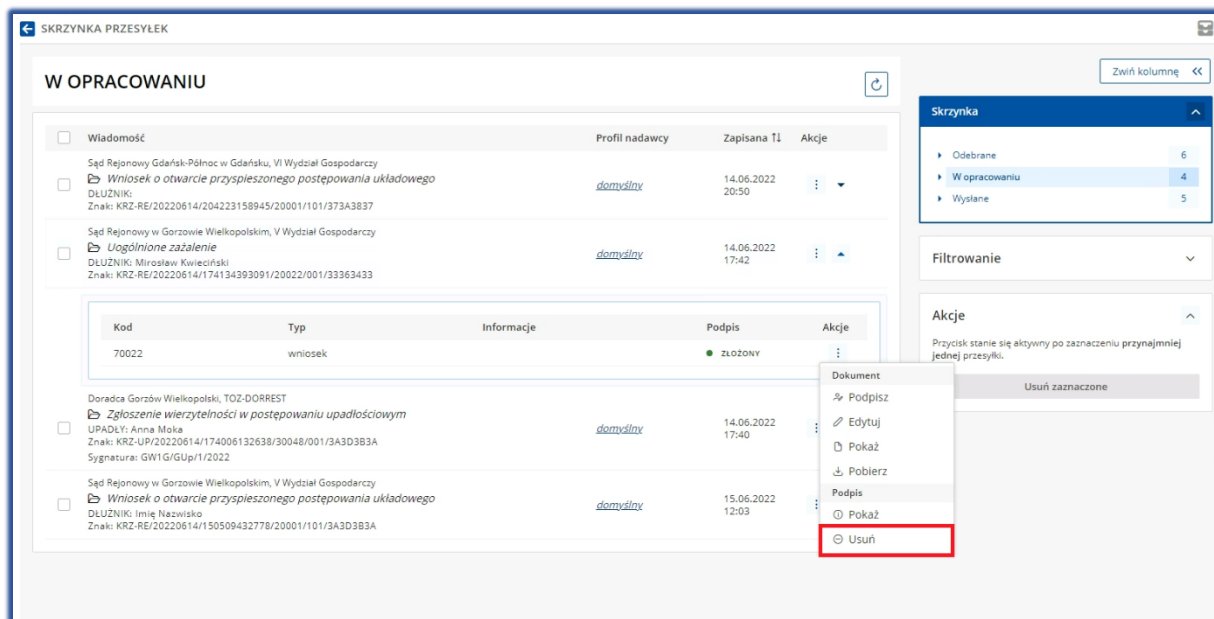 SKRZYNKA PRZESYŁEK
W OPRACOWANIU
Wiadomość Profil nadawcy Zapisana Akcje
Sąd Rejonowy Gdańsk-Północ w Gdańsku, VI Wydział Gospodarczy
Wniosek o otwarcie przyspieszonego postępowania układowego
DŁUŻNIK:
Znak: KRZ-RE/20220614/204223158945/20001/101/373A3837
domyślny
14.06.2022
20:50
Sąd Rejonowy w Gorzowie Wielkopolskim, V Wydział Gospodarczy
Uogólnione zażalenie
DŁUŻNIK: Mirosław Kwieciński
Znak: KRZ-RE/20220614/174134393091/20022/001/33363433
domyślny
14.06.2022
17:42
Kod Typ Informacje Podpis Akcje
70022 wniosek ZŁOŻONY
Doradca Gorzów Wielkopolski, TOZ-DORREST
Zgłoszenie wierzytelności w postępowaniu upadłościowym
UPADŁY: Anna Moka
Znak: KRZ-UP/20220614/174006132638/30048/001/3A3D3B3A
Sygnatura: GW1G/GUp/1/2022
domyślny
14.06.2022
17:40
Sąd Rejonowy w Gorzowie Wielkopolskim, V Wydział Gospodarczy
Wniosek o otwarcie przyspieszonego postępowania układowego
DŁUŻNIK: Imię Nazwisko
Znak: KRZ-RE/20220614/150509432778/20001/101/3A3D3B3A
domyślny
15.06.2022
12:03
Dokument
Podpisz
Edytuj
Pokaż
Pobierz
Podpis
Pokaż
Usuń
Zwiń kolumnę
Skrzynka
Odebrane 6
W opracowaniu 4
Wysłane 5
Filtrowanie
Akcje
Przycisk stanie się aktywny po zaznaczeniu przynajmniej
jednej przesyłki.
Usuń zaznaczone